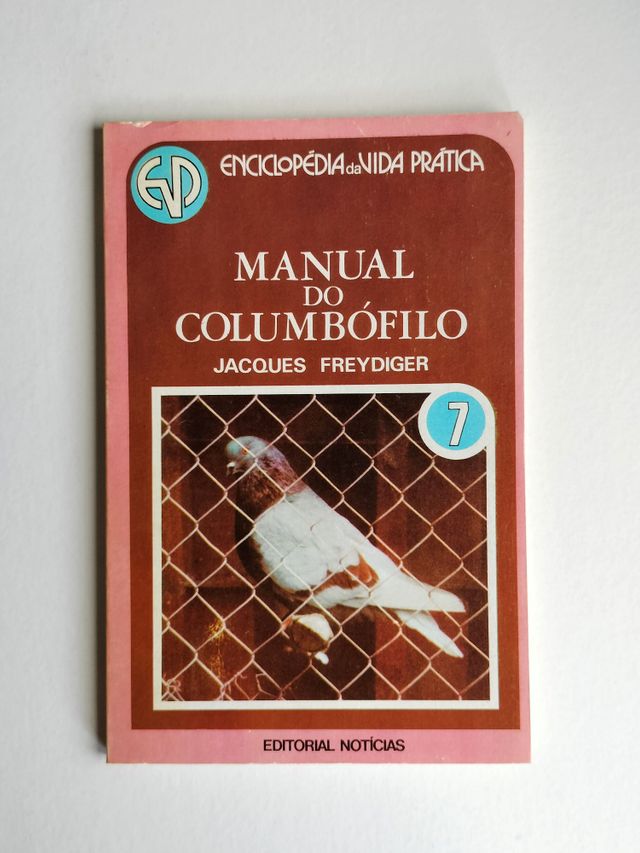 EVP
ENCICLOPÉDIA da VIDA PRÁTICA
MANUAL
DO
COLUMBÓFILO
JACQUES FREYDIGER
7
EDITORIAL NOTÍCIAS